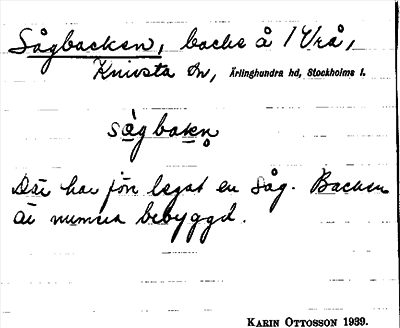 Sågbacken, backe å 1 Vrå,
Knivsta sn, Ärlinghundra hd, Stockholms l.
sågbakn
Där har förr legat en såg. Backen
är numera bebyggd.
KARIN OTTOSSON 1939.